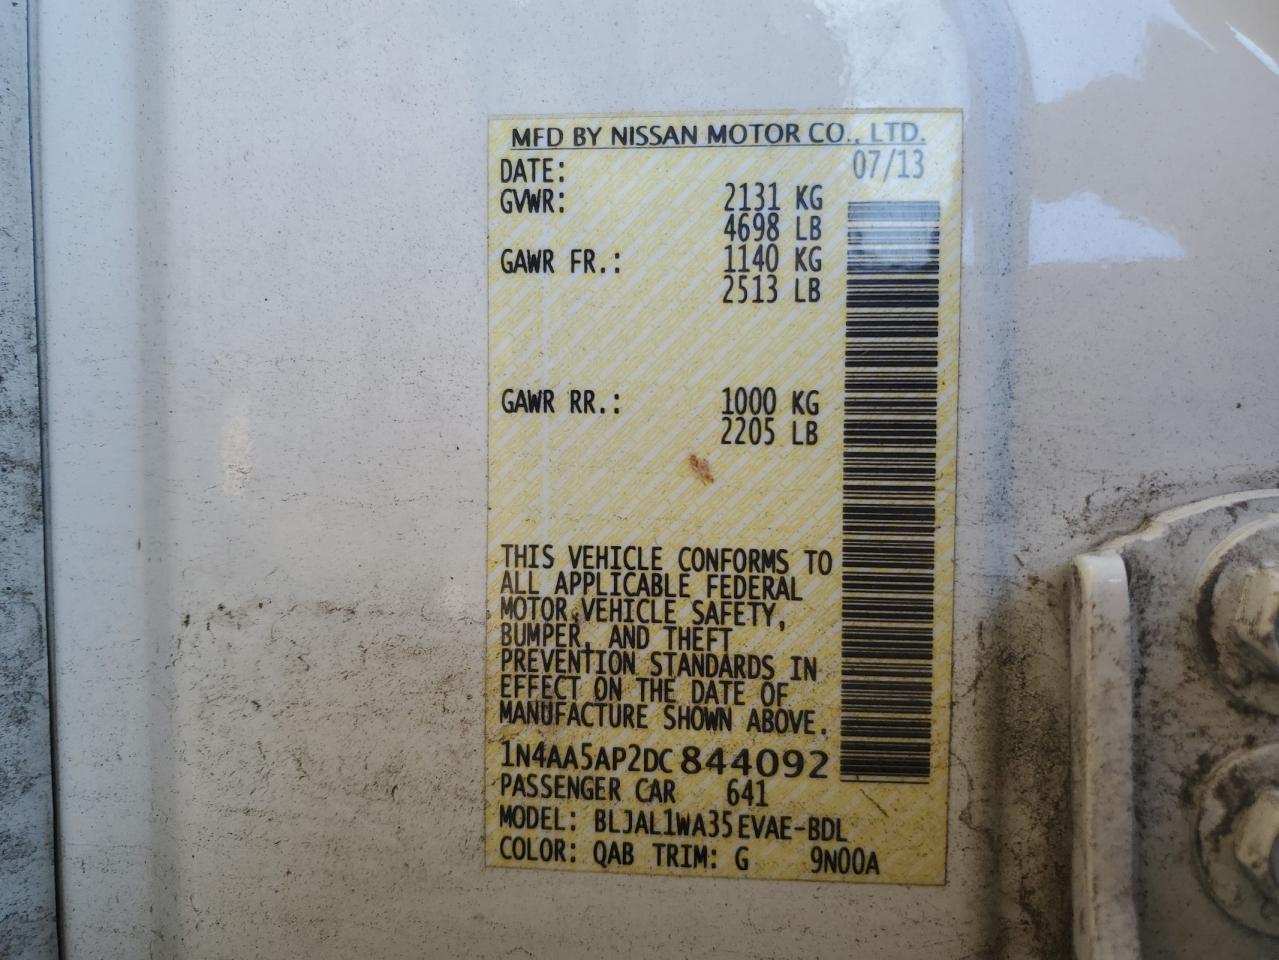 MFD BY NISSAN MOTOR CO., LTD.
DATE: 07/13
GVWR: 2131 KG
4698 LB
GAWR FR.: 1140 KG
2513 LB
GAWR RR.: 1000 KG
2205 LB
THIS VEHICLE CONFORMS TO
ALL APPLICABLE FEDERAL
MOTOR VEHICLE SAFETY,
BUMPER, AND THEFT
PREVENTION STANDARDS IN
EFFECT ON THE DATE OF
MANUFACTURE SHOWN ABOVE.
1N4AA5AP2DC844092
PASSENGER CAR 641
MODEL: BLJAL1WA35EVAE-BDL
COLOR: QAB TRIM: G 9N00A